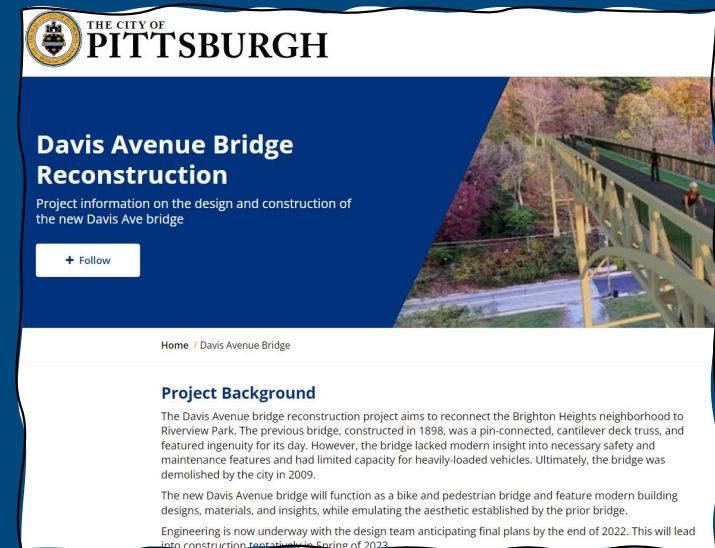 THE CITY OF
PITTSBURGH
Davis Avenue Bridge
Reconstruction
Project information on the design and construction of
the new Davis Ave bridge
+ Follow
Home / Davis Avenue Bridge
Project Background
The Davis Avenue bridge reconstruction project aims to reconnect the Brighton Heights neighborhood to
Riverview Park. The previous bridge, constructed in 1898, was a pin-connected, cantilever deck truss, and
featured ingenuity for its day. However, the bridge lacked modern insight into necessary safety and
maintenance features and had limited capacity for heavily-loaded vehicles. Ultimately, the bridge was
demolished by the city in 2009.
The new Davis Avenue bridge will function as a bike and pedestrian bridge and feature modern building
designs, materials, and insights, while emulating the aesthetic established by the prior bridge.
Engineering is now underway with the design team anticipating final plans by the end of 2022. This will lead
into construction tentatively in Spring of 2023.